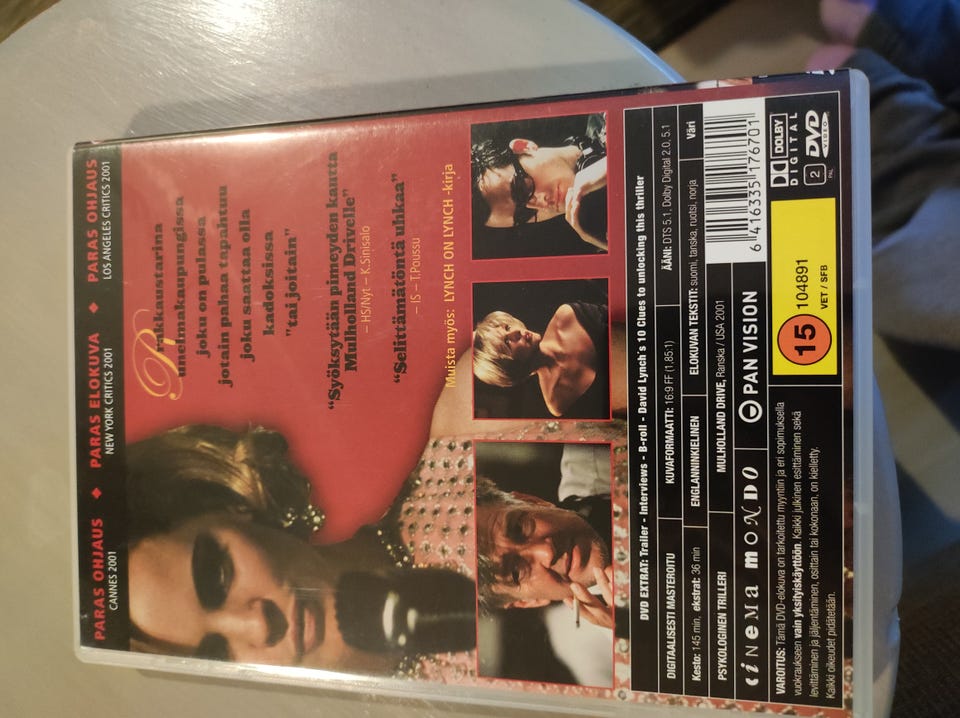 PARAS OHJAUS ◆ PARAS ELOKUVA ◆ PARAS OHJAUS
CANNES 2001 NEW YORK CRITICS 2001 LOS ANGELES CRITICS 2001
Rakkaustarina
unelmakaupungissa
joku on pulassa
jotain pahaa tapahtuu
joku saattaa olla
kadoksissa
"tai jotain"
"Syöksytään pimeyden kautta
Mulholland Drivelle"
– HS/Nyt – K.Sinisalo
"Selittämätöntä uhkaa"
– IS – T.Poussu
Muista myös: LYNCH ON LYNCH -kirja
DVD EXTRAT: Trailer - Interviews - B-roll - David Lynch´s 10 Clues to unlocking this thriller
DIGITAALISESTI MASTEROITU KUVAFORMAATTI: 16:9 FF (1,85:1) ÄÄNI: DTS 5.1, Dolby Digital 2.0, 5.1
Kesto: 145 min, ekstrat: 36 min ENGLANNINKIELINEN ELOKUVAN TEKSTIT: suomi, tanska, ruotsi, norja Väri
PSYKOLOGINEN TRILLERI MULHOLLAND DRIVE, Ranska / USA 2001
CINEMA MONDO PAN VISION
6 416335 176701
VAROITUS: Tämä DVD-elokuva on tarkoitettu myyntiin ja eri sopimuksella
vuokraukseen vain yksityiskäyttöön. Kaikki julkinen esittäminen sekä
levittäminen ja jäljentäminen, osittain tai kokonaan, on kielletty.
Kaikki oikeudet pidätetään.
15
104891
VET / SFB
DOLBY
DIGITAL
2
PAL
DVD
VIDEO